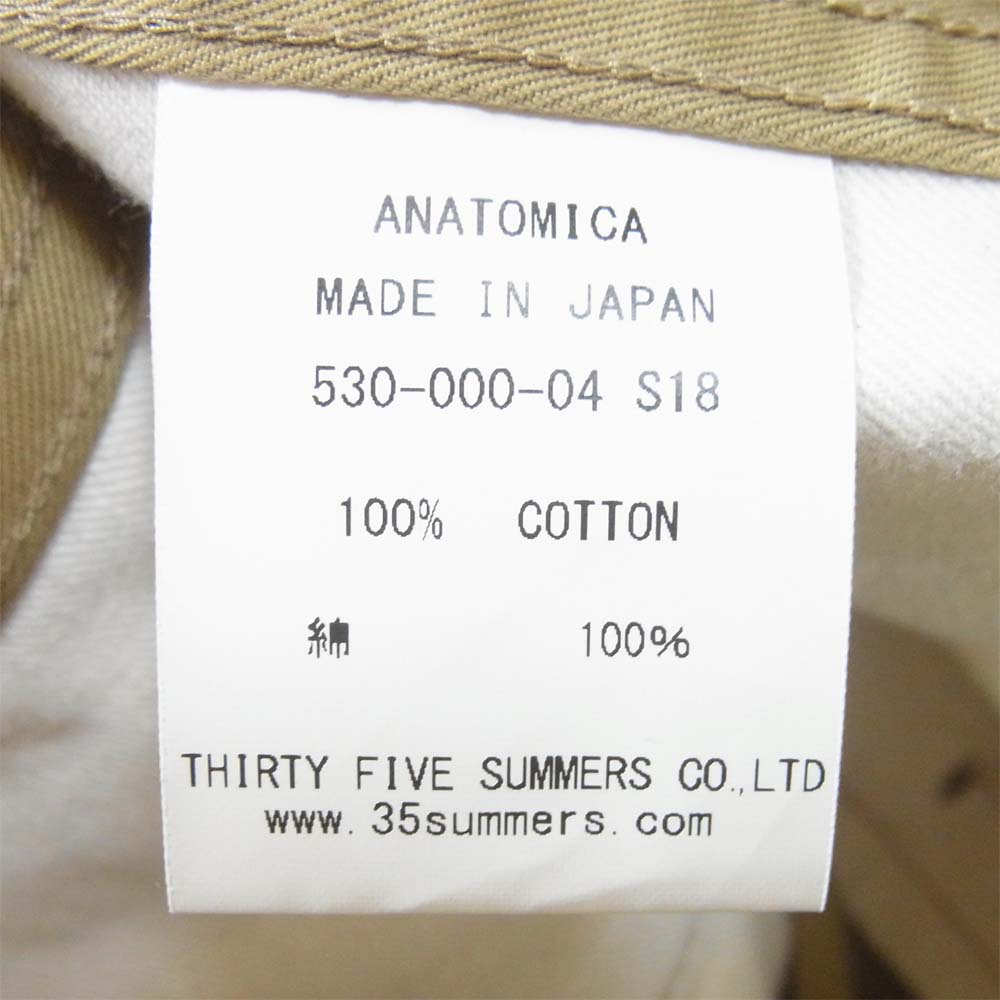 ANATOMICA
MADE IN JAPAN
530-000-04 S18
100% COTTON
綿 100%
THIRTY FIVE SUMMERS CO.,LTD
www.35summers.com